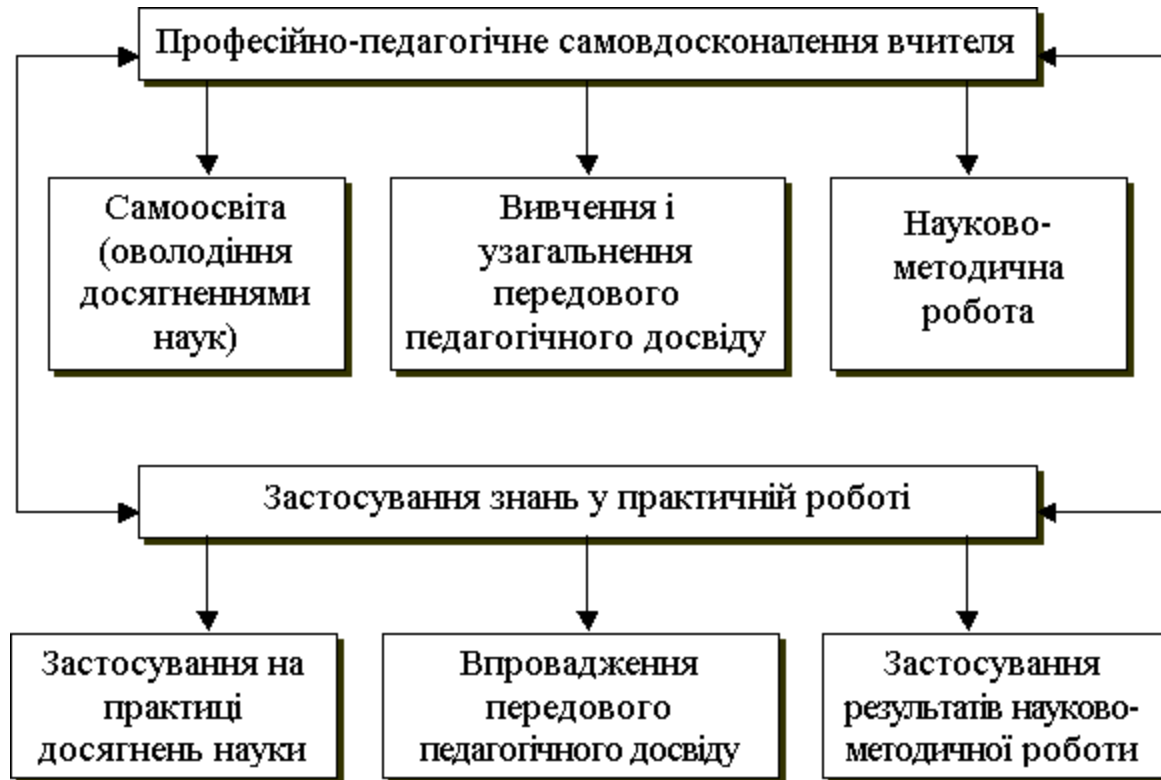 Професійно-педагогічне самовдосконалення вчителя
Самоосвіта
(оволодіння
досягненнями
наук)
Вивчення і
узагальнення
передового
педагогічного досвіду
Науково-
методична
робота
Застосування знань у практичній роботі
Застосування на
практиці
досягнень науки
Впровадження
передового
педагогічного досвіду
Застосування
результатів науково-
методичної роботи